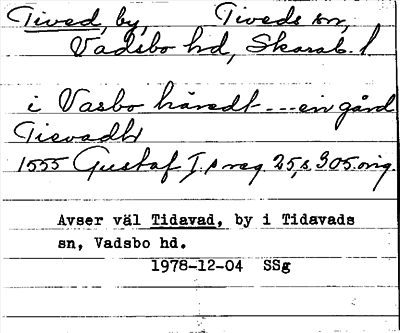 Tived, by, Tiveds sn,
Vadsbo hd, Skarab. l
i Vasbo häredt --- en gård
Tievadh
1555 Gustaf I:s reg. 25, s. 305. orig.
Avser väl Tidavad, by i Tidavads
sn, Vadsbo hd.
1978-12-04 SSg